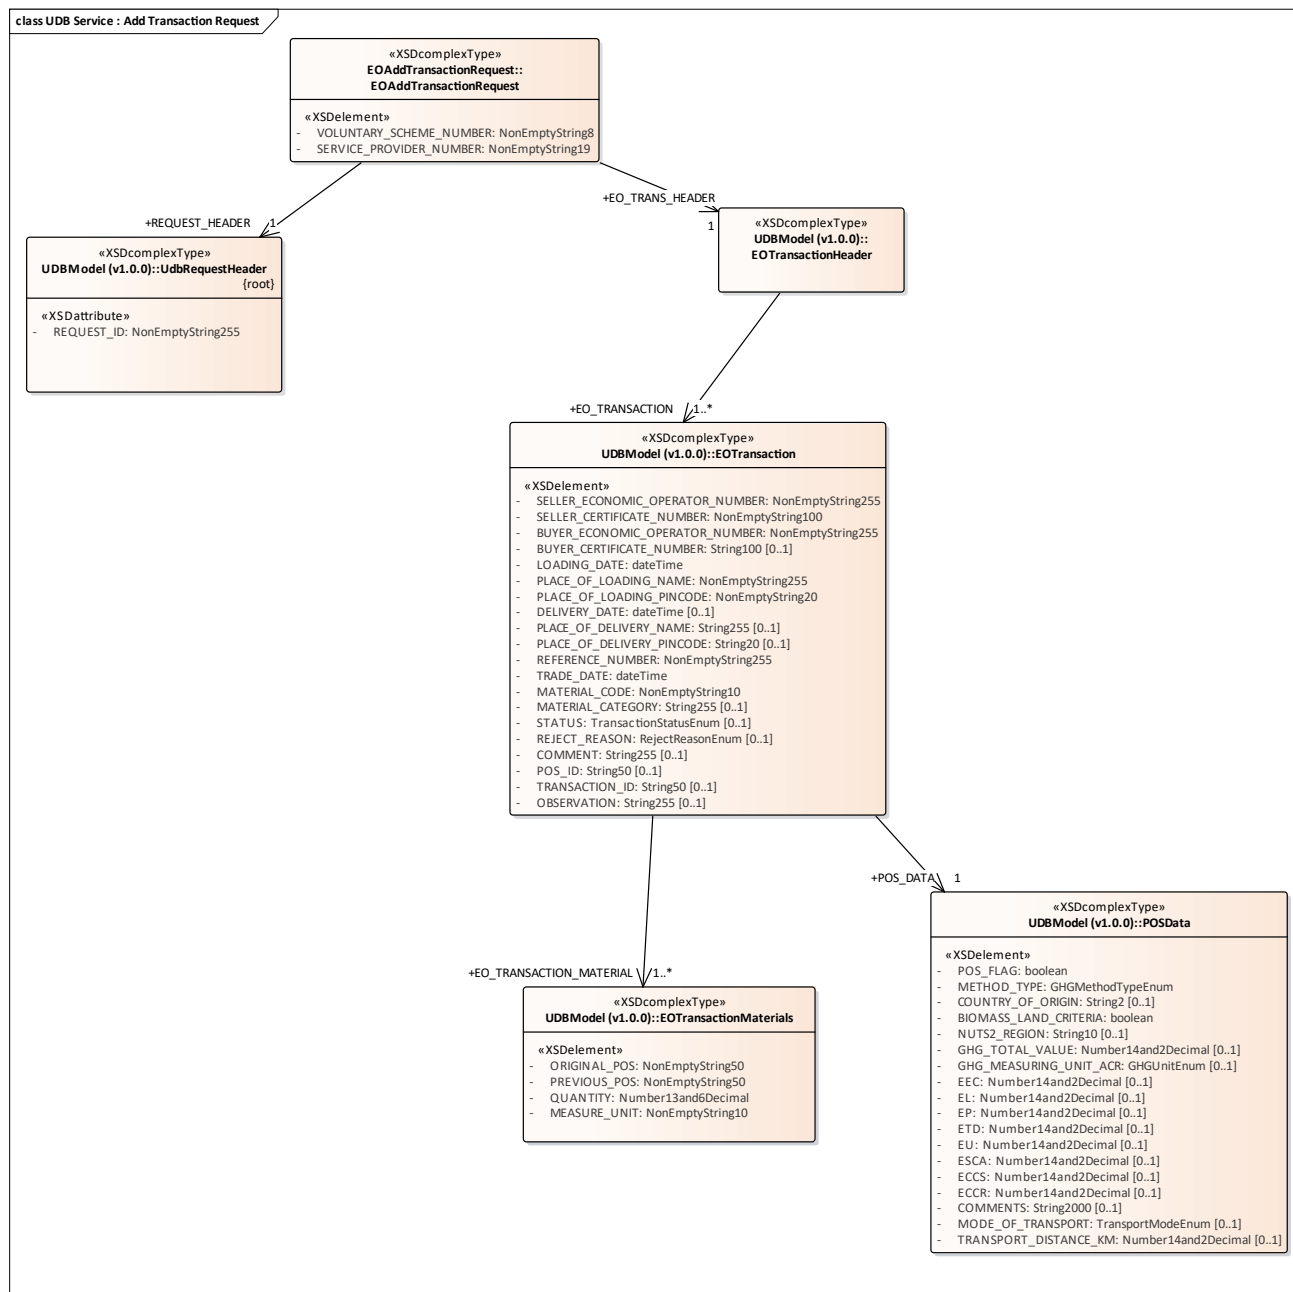 class UDB Service : Add Transaction Request
«XSDcomplexType»
EOAddTransactionRequest::
EOAddTransactionRequest
«XSDelement»
- VOLUNTARY_SCHEME_NUMBER: NonEmptyString8
- SERVICE_PROVIDER_NUMBER: NonEmptyString19
+REQUEST_HEADER 1
+EO_TRANS_HEADER
1
«XSDcomplexType»
UDBModel (v1.0.0)::UdbRequestHeader
{root}
«XSDattribute»
- REQUEST_ID: NonEmptyString255
«XSDcomplexType»
UDBModel (v1.0.0)::
EOTransactionHeader
+EO_TRANSACTION 1..*
«XSDcomplexType»
UDBModel (v1.0.0)::EOTransaction
«XSDelement»
- SELLER_ECONOMIC_OPERATOR_NUMBER: NonEmptyString255
- SELLER_CERTIFICATE_NUMBER: NonEmptyString100
- BUYER_ECONOMIC_OPERATOR_NUMBER: NonEmptyString255
- BUYER_CERTIFICATE_NUMBER: String100 [0..1]
- LOADING_DATE: dateTime
- PLACE_OF_LOADING_NAME: NonEmptyString255
- PLACE_OF_LOADING_PINCODE: NonEmptyString20
- DELIVERY_DATE: dateTime [0..1]
- PLACE_OF_DELIVERY_NAME: String255 [0..1]
- PLACE_OF_DELIVERY_PINCODE: String20 [0..1]
- REFERENCE_NUMBER: NonEmptyString255
- TRADE_DATE: dateTime
- MATERIAL_CODE: NonEmptyString10
- MATERIAL_CATEGORY: String255 [0..1]
- STATUS: TransactionStatusEnum [0..1]
- REJECT_REASON: RejectReasonEnum [0..1]
- COMMENT: String255 [0..1]
- POS_ID: String50 [0..1]
- TRANSACTION_ID: String50 [0..1]
- OBSERVATION: String255 [0..1]
+EO_TRANSACTION_MATERIAL 1..*
«XSDcomplexType»
UDBModel (v1.0.0)::EOTransactionMaterials
«XSDelement»
- ORIGINAL_POS: NonEmptyString50
- PREVIOUS_POS: NonEmptyString50
- QUANTITY: Number13and6Decimal
- MEASURE_UNIT: NonEmptyString10
+POS_DATA 1
«XSDcomplexType»
UDBModel (v1.0.0)::POSData
«XSDelement»
- POS_FLAG: boolean
- METHOD_TYPE: GHGMethodTypeEnum
- COUNTRY_OF_ORIGIN: String2 [0..1]
- BIOMASS_LAND_CRITERIA: boolean
- NUTS2_REGION: String10 [0..1]
- GHG_TOTAL_VALUE: Number14and2Decimal [0..1]
- GHG_MEASURING_UNIT_ACR: GHGUnitEnum [0..1]
- EEC: Number14and2Decimal [0..1]
- EL: Number14and2Decimal [0..1]
- EP: Number14and2Decimal [0..1]
- ETD: Number14and2Decimal [0..1]
- EU: Number14and2Decimal [0..1]
- ESCA: Number14and2Decimal [0..1]
- ECCS: Number14and2Decimal [0..1]
- ECCR: Number14and2Decimal [0..1]
- COMMENTS: String2000 [0..1]
- MODE_OF_TRANSPORT: TransportModeEnum [0..1]
- TRANSPORT_DISTANCE_KM: Number14and2Decimal [0..1]